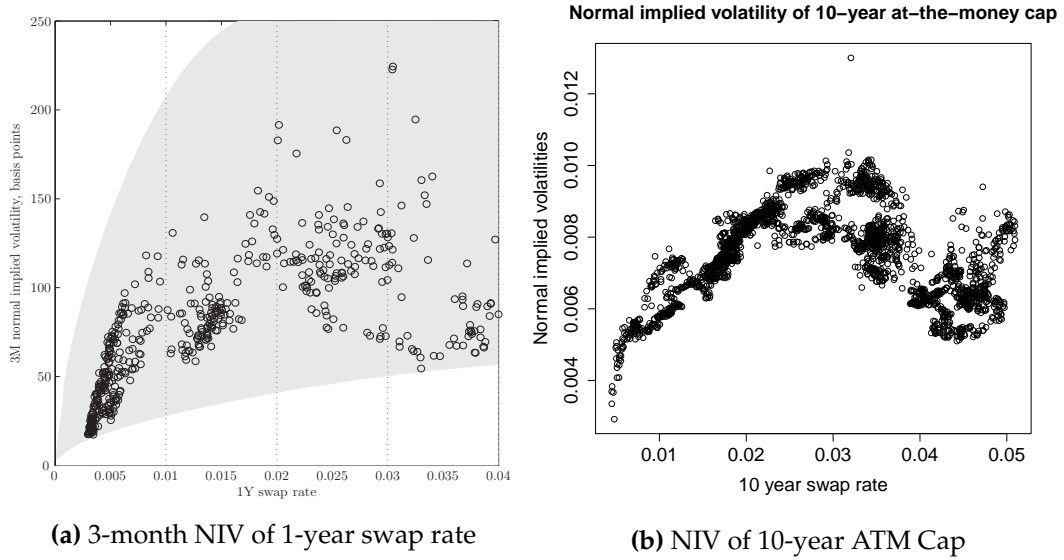 Normal implied volatility of 10−year at−the−money cap
250
200
150
100
50
0
3M normal implied volatility, basis points
0 0.005 0.01 0.015 0.02 0.025 0.03 0.035 0.04
1Y swap rate
(a) 3-month NIV of 1-year swap rate
0.012
0.010
0.008
0.006
0.004
Normal implied volatilities
0.01 0.02 0.03 0.04 0.05
10 year swap rate
(b) NIV of 10-year ATM Cap